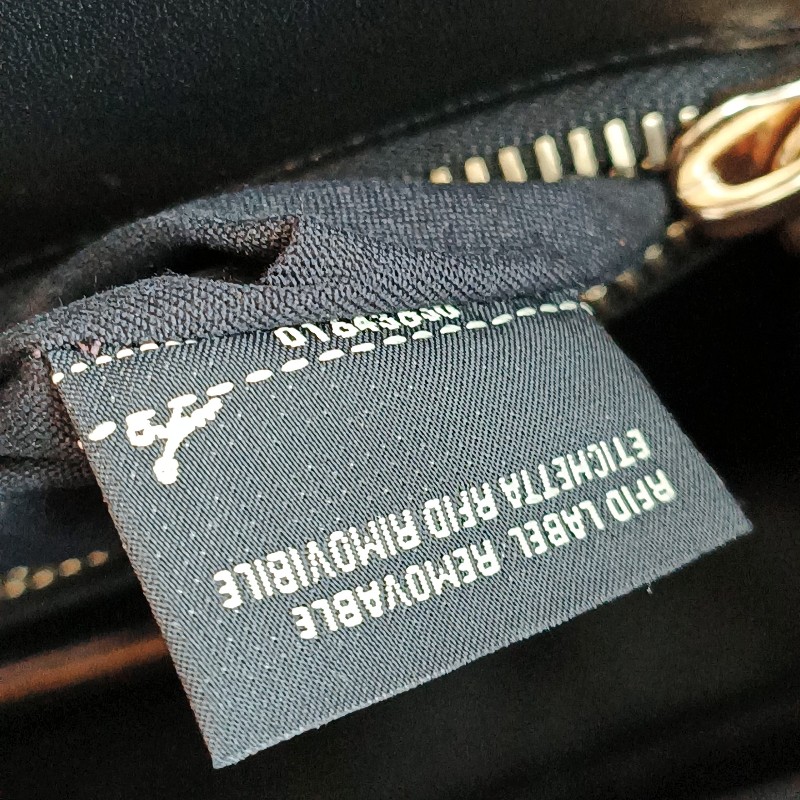 RFID LABEL REMOVABLE
ETICHETTA RFID RIMOVIBILE